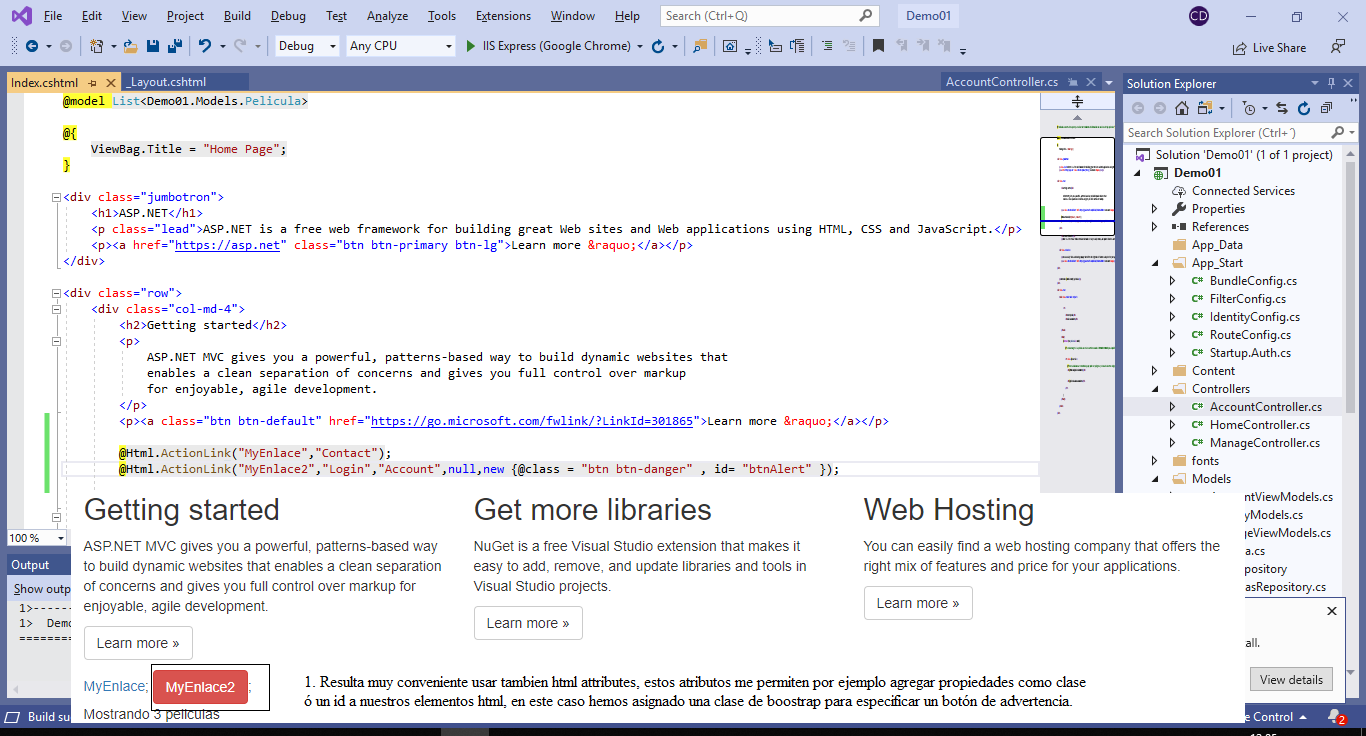 File Edit View Project Build Debug Test Analyze Tools Extensions Window Help Search (Ctrl+Q) Demo01 CD
Debug Any CPU IIS Express (Google Chrome) Live Share
Index.cshtml _Layout.cshtml AccountController.cs
@model List<Demo01.Models.Pelicula>
@{
ViewBag.Title = "Home Page";
}
<div class="jumbotron">
<h1>ASP.NET</h1>
<p class="lead">ASP.NET is a free web framework for building great Web sites and Web applications using HTML, CSS and JavaScript.</p>
<p><a href="https://asp.net" class="btn btn-primary btn-lg">Learn more &raquo;</a></p>
</div>
<div class="row">
<div class="col-md-4">
<h2>Getting started</h2>
<p>
ASP.NET MVC gives you a powerful, patterns-based way to build dynamic websites that
enables a clean separation of concerns and gives you full control over markup
for enjoyable, agile development.
</p>
<p><a class="btn btn-default" href="https://go.microsoft.com/fwlink/?LinkId=301865">Learn more &raquo;</a></p>
@Html.ActionLink("MyEnlace","Contact");
@Html.ActionLink("MyEnlace2","Login","Account",null,new {@class = "btn btn-danger" , id= "btnAlert" });
100 %
Output
Show outp
1>-------
1> Demo
========
Solution Explorer
Search Solution Explorer (Ctrl+´)
Solution 'Demo01' (1 of 1 project)
Demo01
Connected Services
Properties
References
App_Data
App_Start
BundleConfig.cs
FilterConfig.cs
IdentityConfig.cs
RouteConfig.cs
Startup.Auth.cs
Content
Controllers
AccountController.cs
HomeController.cs
ManageController.cs
fonts
Models
ntViewModels.cs
yModels.cs
geViewModels.cs
a.cs
pository
asRepository.cs
all.
View details
Getting started
ASP.NET MVC gives you a powerful, patterns-based way
to build dynamic websites that enables a clean separation
of concerns and gives you full control over markup for
enjoyable, agile development.
Learn more »
Get more libraries
NuGet is a free Visual Studio extension that makes it
easy to add, remove, and update libraries and tools in
Visual Studio projects.
Learn more »
Web Hosting
You can easily find a web hosting company that offers the
right mix of features and price for your applications.
Learn more »
MyEnlace; MyEnlace2 ;
Mostrando 3 peliculas
1. Resulta muy conveniente usar tambien html attributes, estos atributos me permiten por ejemplo agregar propiedades como clase
ó un id a nuestros elementos html, en este caso hemos asignado una clase de boostrap para especificar un botón de advertencia.
Build su
e Control 2